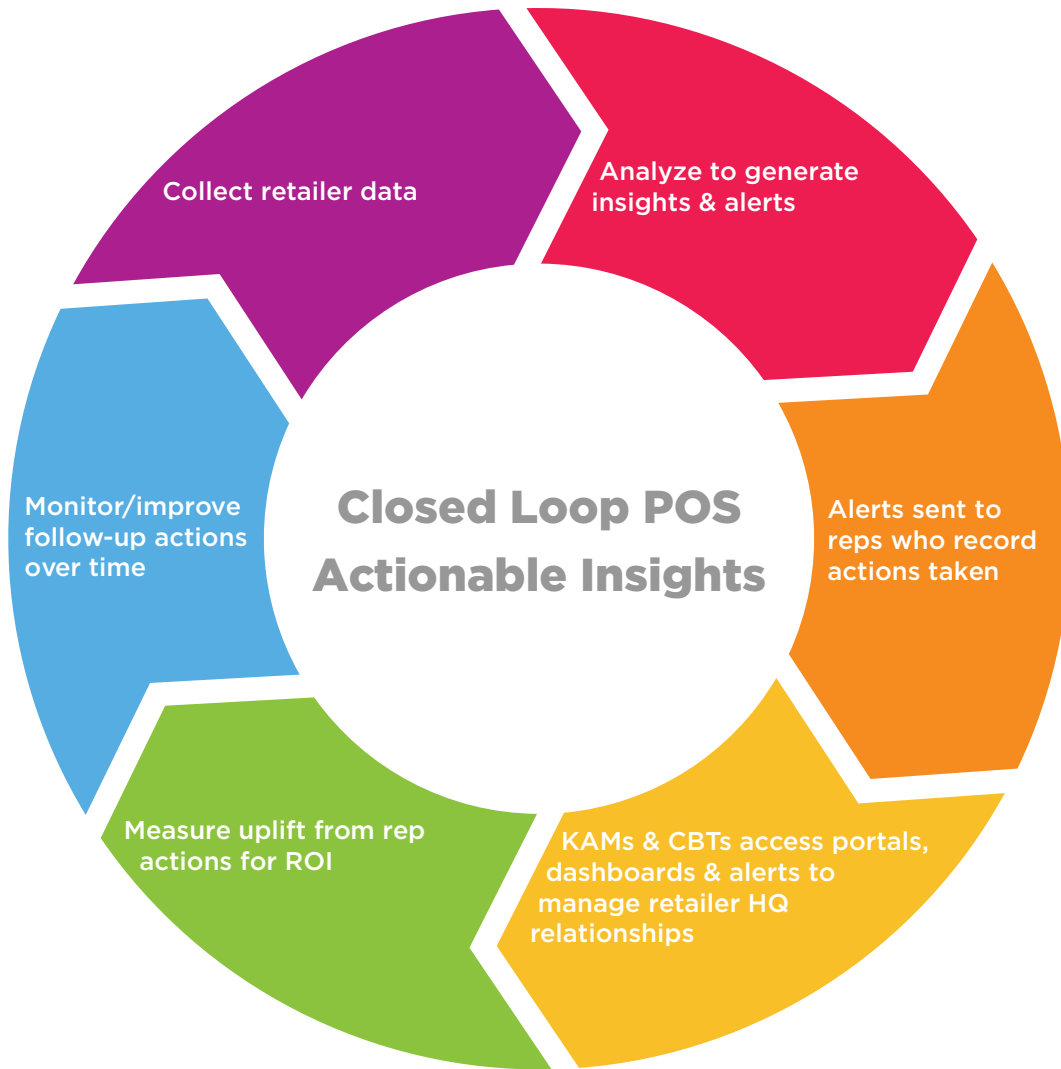 Collect retailer data
Analyze to generate
insights & alerts
Alerts sent to
reps who record
actions taken
KAMs & CBTs access portals,
dashboards & alerts to
manage retailer HQ
relationships
Measure uplift from rep
actions for ROI
Monitor/improve
follow-up actions
over time
Closed Loop POS
Actionable Insights